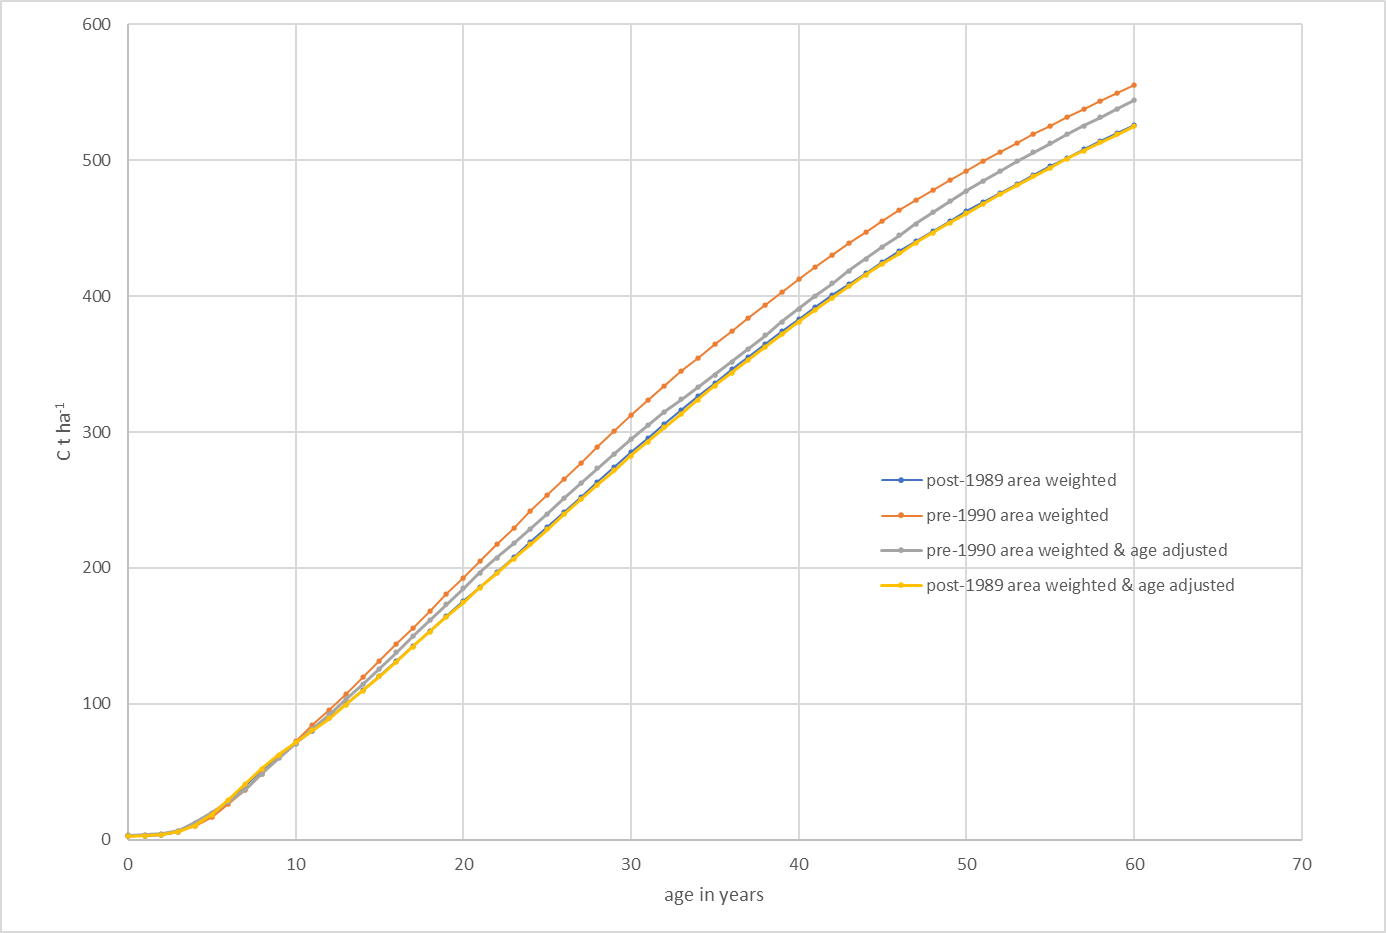 600
500
400
300
200
100
0
C t ha⁻¹
0 10 20 30 40 50 60 70
age in years
post-1989 area weighted
pre-1990 area weighted
pre-1990 area weighted & age adjusted
post-1989 area weighted & age adjusted